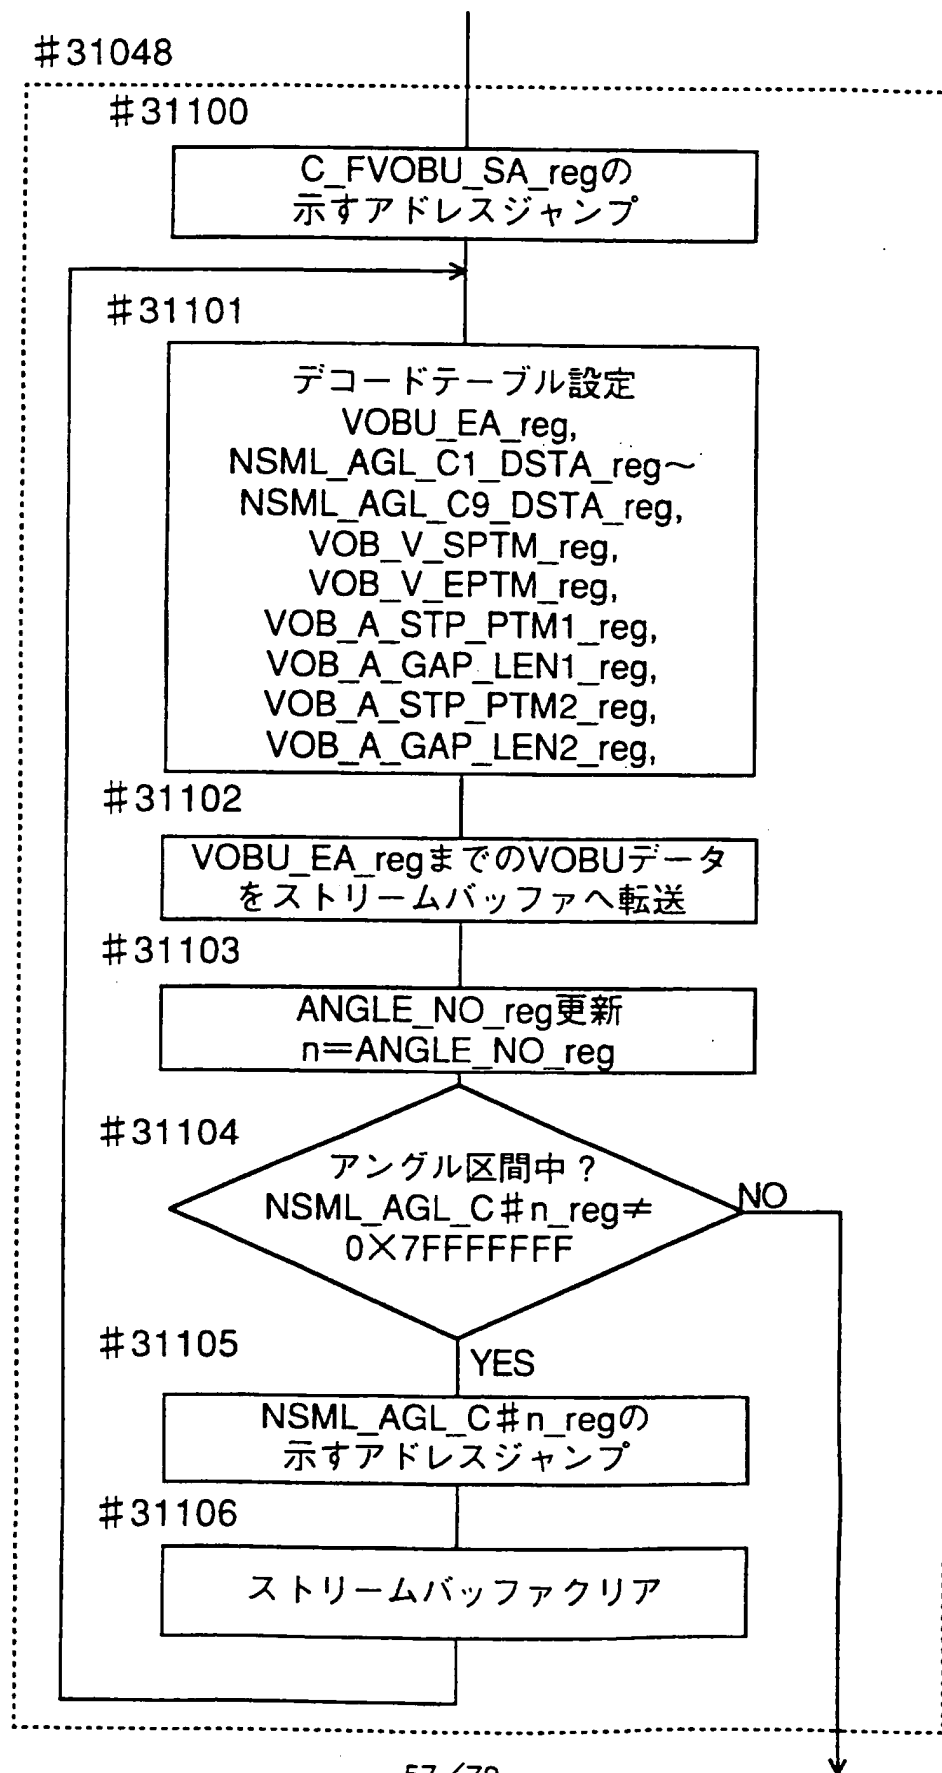 #31048
#31100
C_FVOBU_SA_regの
示すアドレスジャンプ
#31101
デコードテーブル設定
VOBU_EA_reg,
NSML_AGL_C1_DSTA_reg～
NSML_AGL_C9_DSTA_reg,
VOB_V_SPTM_reg,
VOB_V_EPTM_reg,
VOB_A_STP_PTM1_reg,
VOB_A_GAP_LEN1_reg,
VOB_A_STP_PTM2_reg,
VOB_A_GAP_LEN2_reg,
#31102
VOBU_EA_regまでのVOBUデータ
をストリームバッファへ転送
#31103
ANGLE_NO_reg更新
n＝ANGLE_NO_reg
#31104
アングル区間中？
NSML_AGL_C#n_reg≠
0×7FFFFFFF
NO
#31105
YES
NSML_AGL_C#n_regの
示すアドレスジャンプ
#31106
ストリームバッファクリア